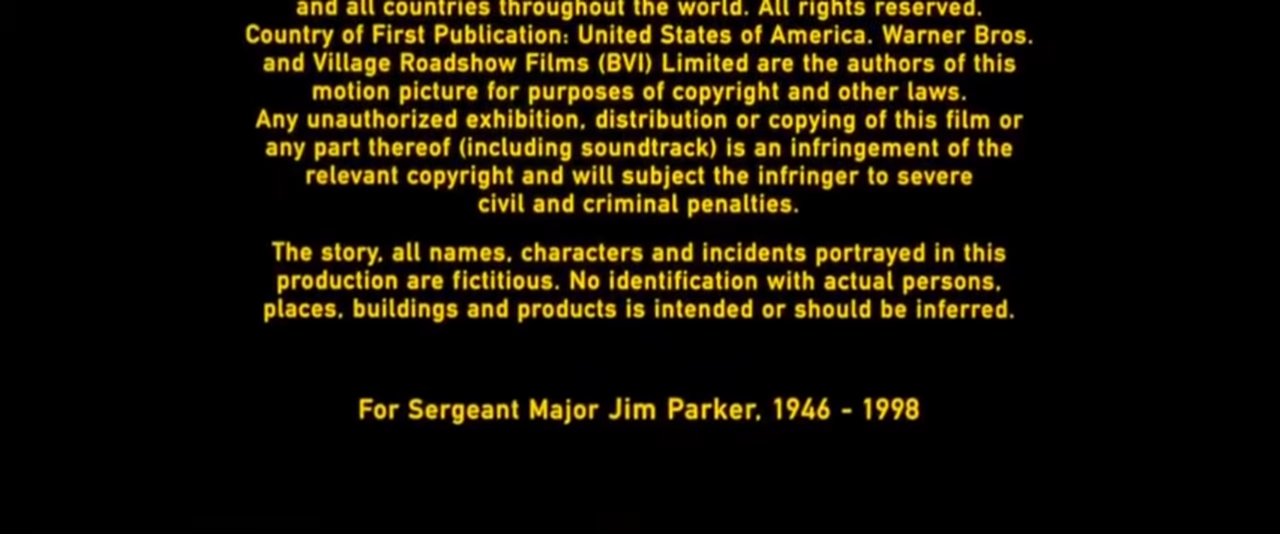 and all countries throughout the world. All rights reserved.
Country of First Publication: United States of America. Warner Bros.
and Village Roadshow Films (BVI) Limited are the authors of this
motion picture for purposes of copyright and other laws.
Any unauthorized exhibition, distribution or copying of this film or
any part thereof (including soundtrack) is an infringement of the
relevant copyright and will subject the infringer to severe
civil and criminal penalties.
The story, all names, characters and incidents portrayed in this
production are fictitious. No identification with actual persons,
places, buildings and products is intended or should be inferred.
For Sergeant Major Jim Parker, 1946 - 1998